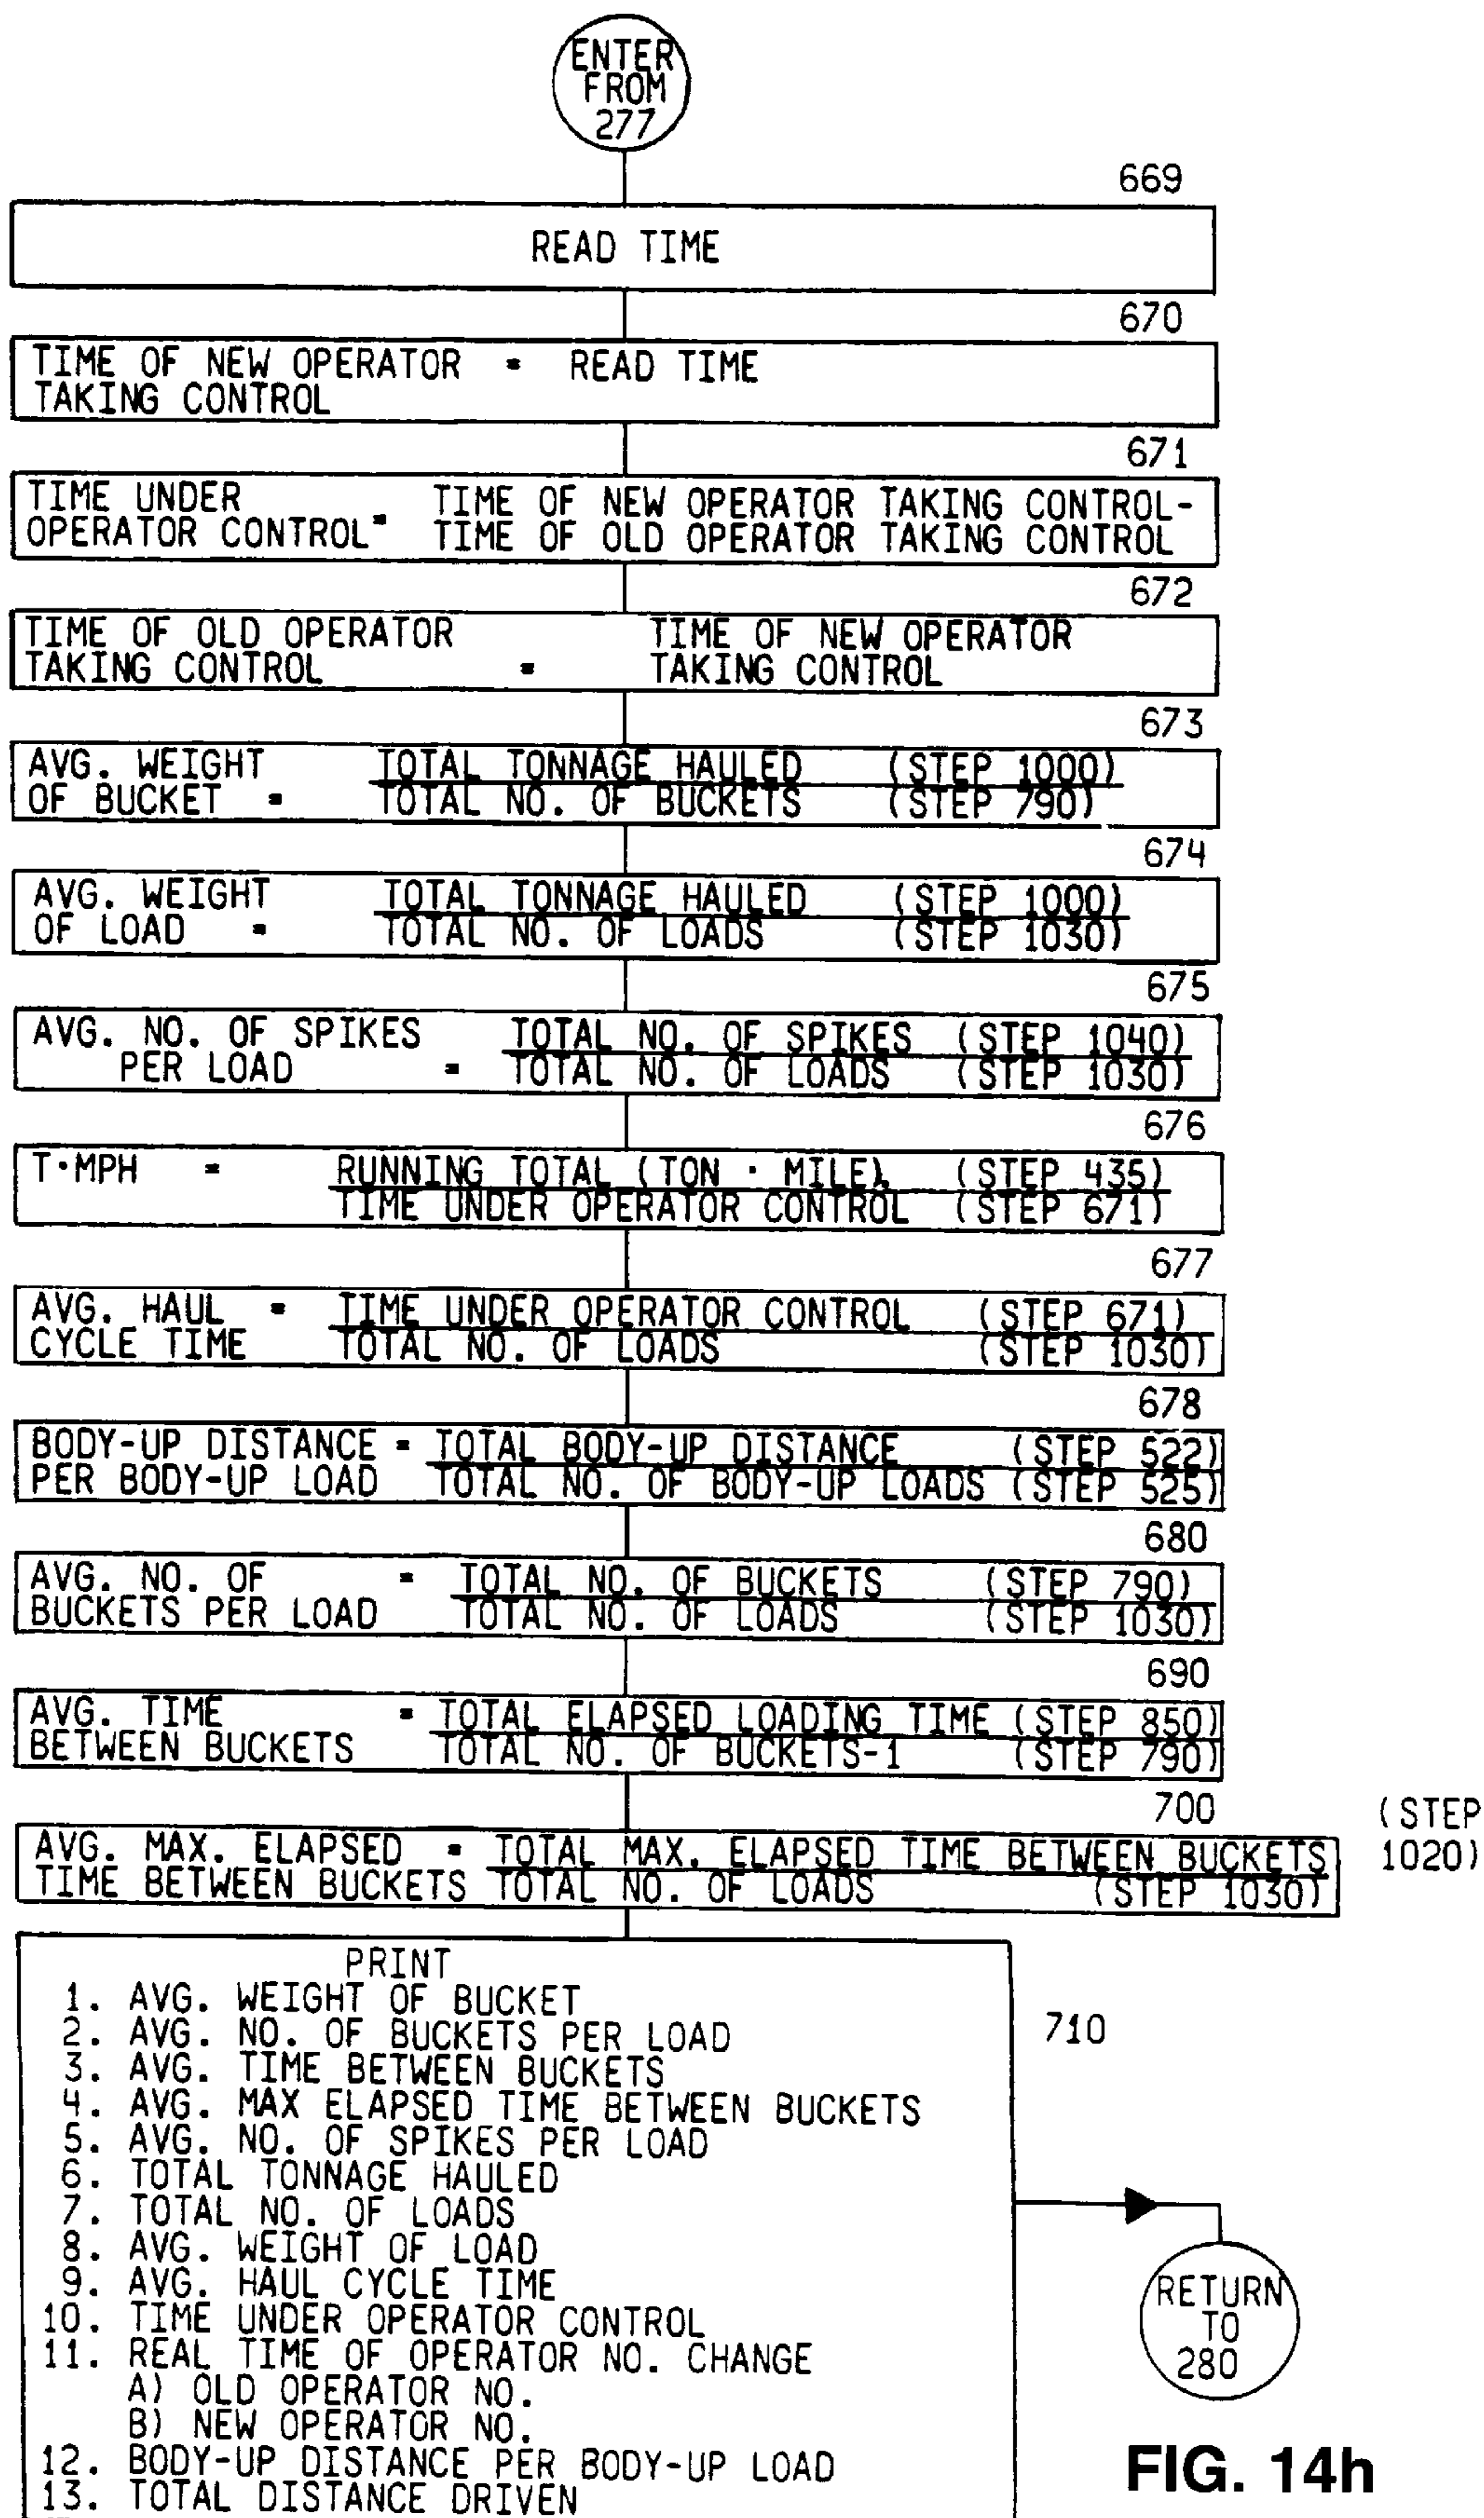 ENTER
FROM
277
669
READ TIME
670
TIME OF NEW OPERATOR = READ TIME
TAKING CONTROL
671
TIME UNDER TIME OF NEW OPERATOR TAKING CONTROL-
OPERATOR CONTROL= TIME OF OLD OPERATOR TAKING CONTROL
672
TIME OF OLD OPERATOR TIME OF NEW OPERATOR
TAKING CONTROL = TAKING CONTROL
673
AVG. WEIGHT TOTAL TONNAGE HAULED (STEP 1000)
OF BUCKET = TOTAL NO. OF BUCKETS (STEP 790)
674
AVG. WEIGHT TOTAL TONNAGE HAULED (STEP 1000)
OF LOAD = TOTAL NO. OF LOADS (STEP 1030)
675
AVG. NO. OF SPIKES TOTAL NO. OF SPIKES (STEP 1040)
PER LOAD = TOTAL NO. OF LOADS (STEP 1030)
676
T·MPH = RUNNING TOTAL (TON · MILE) (STEP 435)
TIME UNDER OPERATOR CONTROL (STEP 671)
677
AVG. HAUL = TIME UNDER OPERATOR CONTROL (STEP 671)
CYCLE TIME TOTAL NO. OF LOADS (STEP 1030)
678
BODY-UP DISTANCE = TOTAL BODY-UP DISTANCE (STEP 522)
PER BODY-UP LOAD TOTAL NO. OF BODY-UP LOADS (STEP 525)
680
AVG. NO. OF = TOTAL NO. OF BUCKETS (STEP 790)
BUCKETS PER LOAD TOTAL NO. OF LOADS (STEP 1030)
690
AVG. TIME = TOTAL ELAPSED LOADING TIME (STEP 850)
BETWEEN BUCKETS TOTAL NO. OF BUCKETS-1 (STEP 790)
700 (STEP
AVG. MAX. ELAPSED = TOTAL MAX. ELAPSED TIME BETWEEN BUCKETS 1020)
TIME BETWEEN BUCKETS TOTAL NO. OF LOADS (STEP 1030)
PRINT
1. AVG. WEIGHT OF BUCKET
2. AVG. NO. OF BUCKETS PER LOAD
710
3. AVG. TIME BETWEEN BUCKETS
4. AVG. MAX ELAPSED TIME BETWEEN BUCKETS
5. AVG. NO. OF SPIKES PER LOAD
6. TOTAL TONNAGE HAULED
7. TOTAL NO. OF LOADS
8. AVG. WEIGHT OF LOAD
9. AVG. HAUL CYCLE TIME
10. TIME UNDER OPERATOR CONTROL
11. REAL TIME OF OPERATOR NO. CHANGE
A) OLD OPERATOR NO.
B) NEW OPERATOR NO.
12. BODY-UP DISTANCE PER BODY-UP LOAD
13. TOTAL DISTANCE DRIVEN
RETURN
TO
280
FIG. 14h